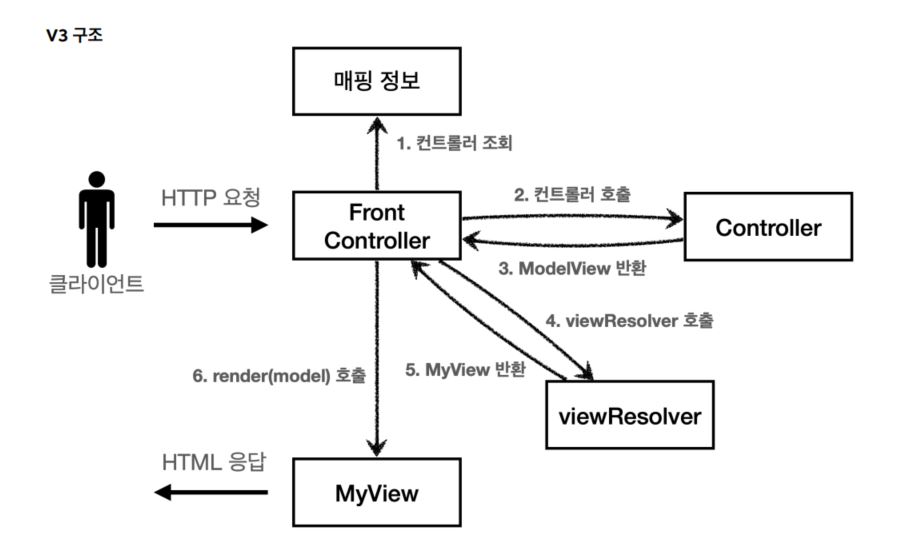 V3 구조
매핑 정보
1. 컨트롤러 조회
HTTP 요청
Front
Controller
2. 컨트롤러 호출
Controller
3. ModelView 반환
클라이언트
4. viewResolver 호출
5. MyView 반환
6. render(model) 호출
viewResolver
HTML 응답
MyView